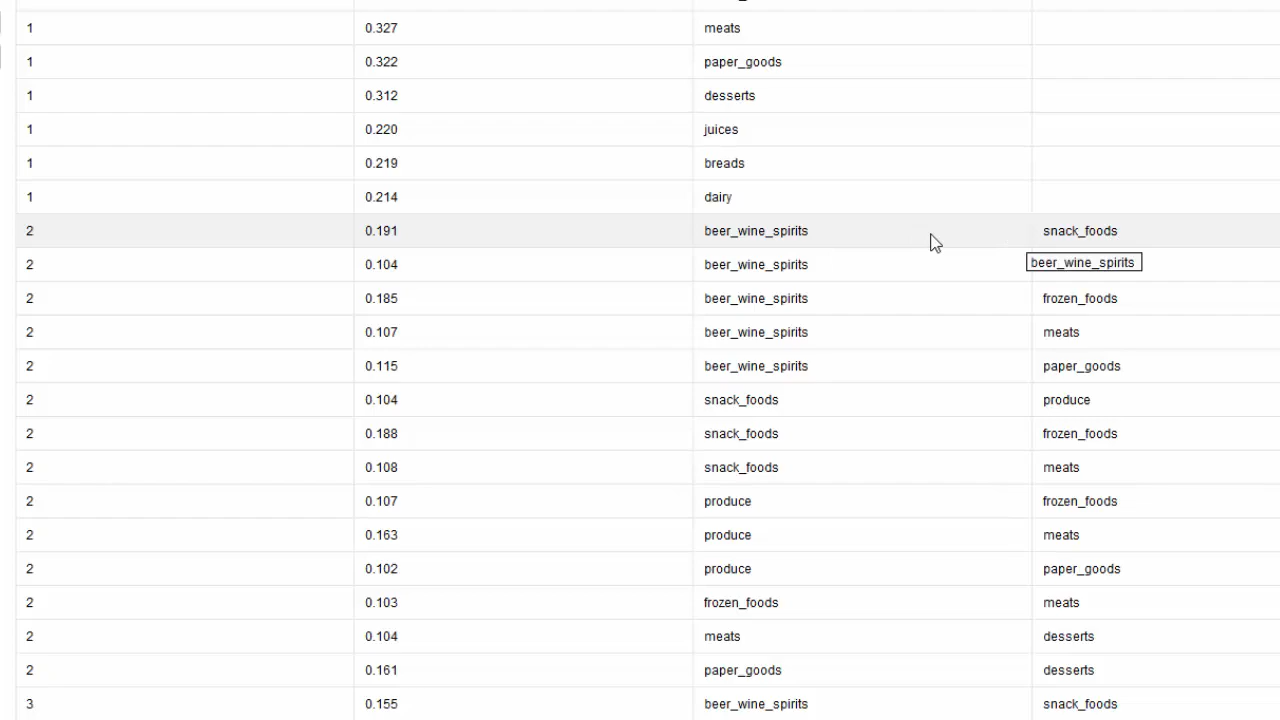 1 0.327 meats
1 0.322 paper_goods
1 0.312 desserts
1 0.220 juices
1 0.219 breads
1 0.214 dairy
2 0.191 beer_wine_spirits snack_foods
2 0.104 beer_wine_spirits
beer_wine_spirits
2 0.185 beer_wine_spirits frozen_foods
2 0.107 beer_wine_spirits meats
2 0.115 beer_wine_spirits paper_goods
2 0.104 snack_foods produce
2 0.188 snack_foods frozen_foods
2 0.108 snack_foods meats
2 0.107 produce frozen_foods
2 0.163 produce meats
2 0.102 produce paper_goods
2 0.103 frozen_foods meats
2 0.104 meats desserts
2 0.161 paper_goods desserts
3 0.155 beer_wine_spirits snack_foods